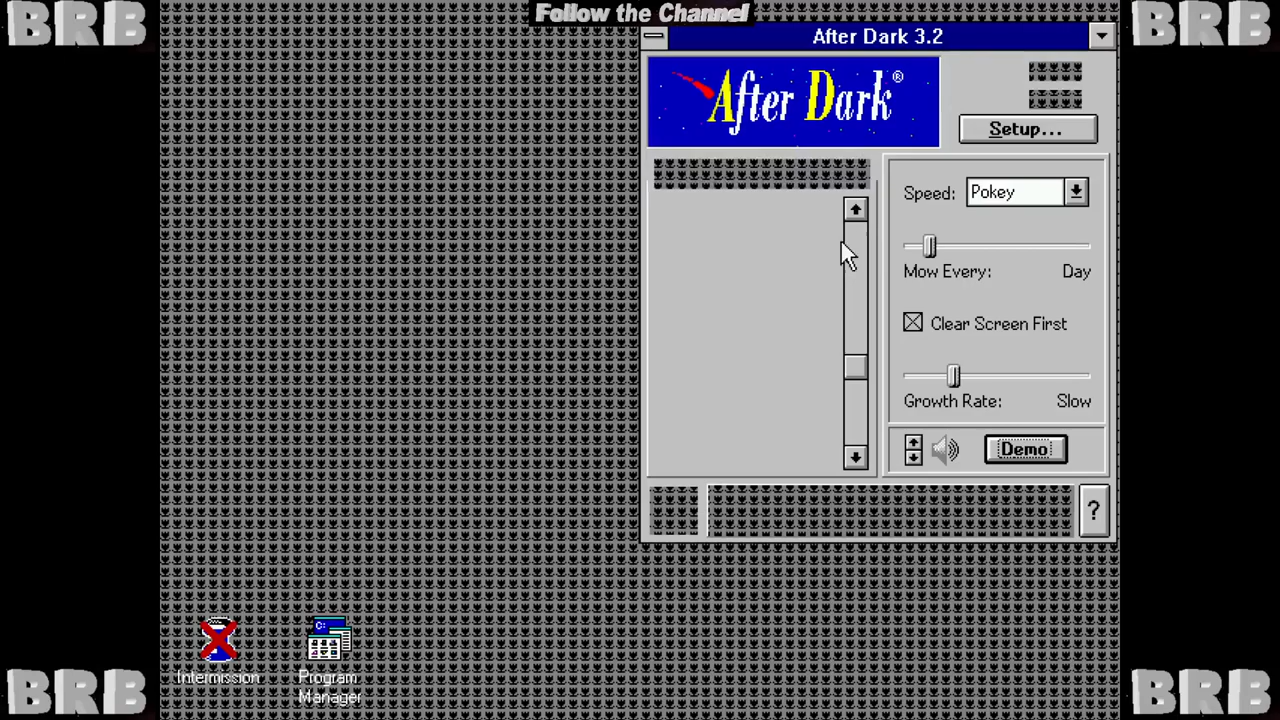 BRB
Follow the Channel
BRB
After Dark 3.2
After Dark®
Setup...
Speed:
Pokey
Mow Every:
Day
Clear Screen First
Growth Rate:
Slow
Demo
?
C:
Intermission
Program
Manager
BRB
BRB